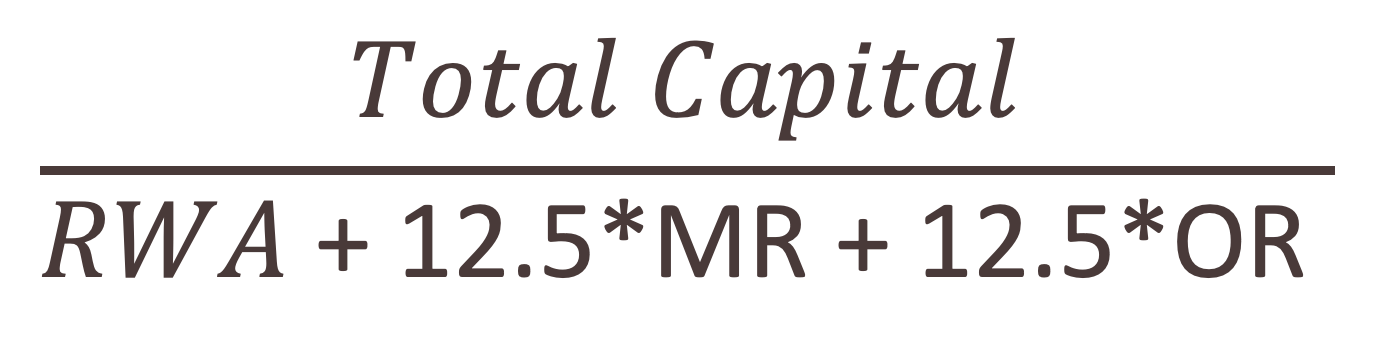 Total Capital
RWA + 12.5*MR + 12.5*OR